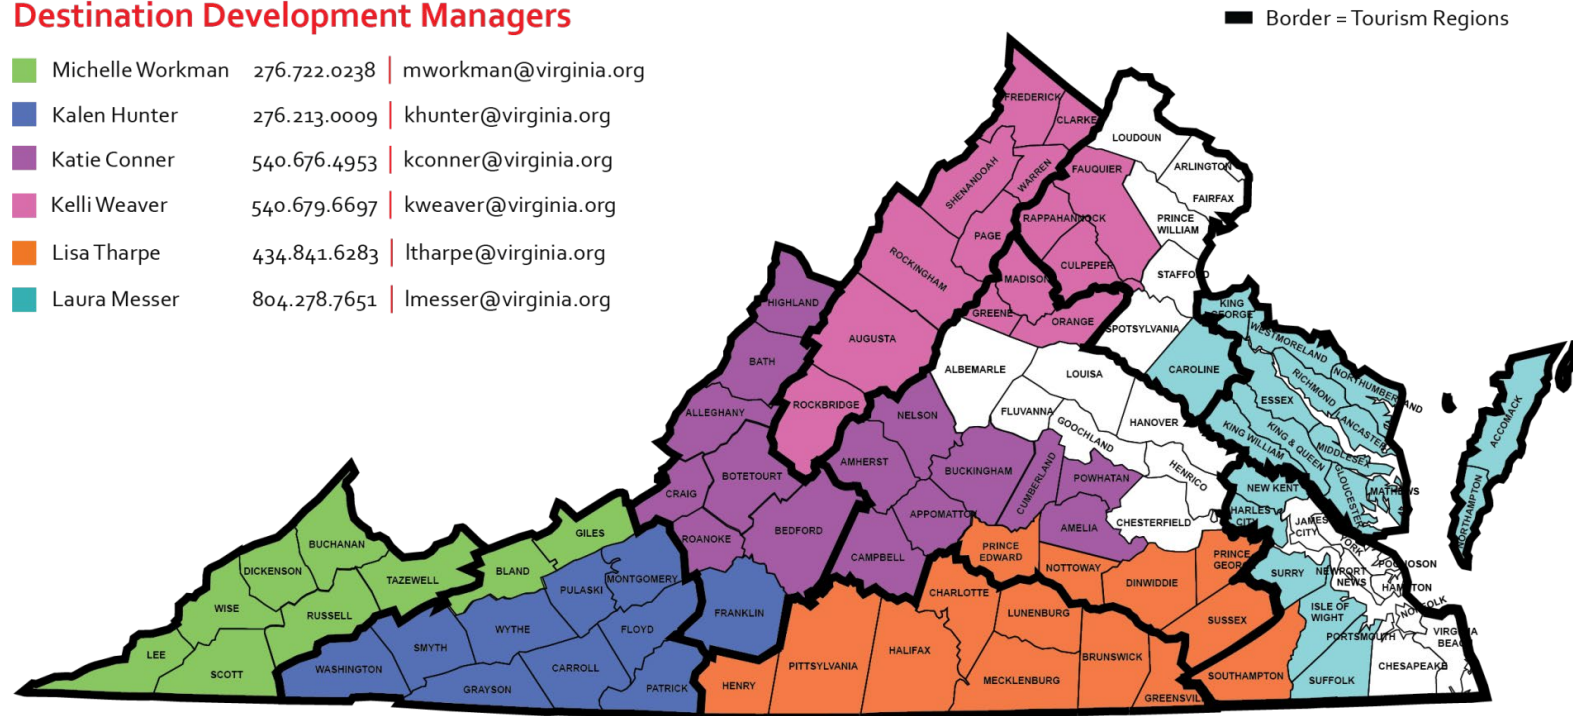 Destination Development Managers
Border = Tourism Regions
Michelle Workman 276.722.0238 | mworkman@virginia.org
Kalen Hunter 276.213.0009 | khunter@virginia.org
Katie Conner 540.676.4953 | kconner@virginia.org
Kelli Weaver 540.679.6697 | kweaver@virginia.org
Lisa Tharpe 434.841.6283 | ltharpe@virginia.org
Laura Messer 804.278.7651 | lmesser@virginia.org
FREDERICK
CLARKE
LOUDOUN
SHENANDOAH
WARREN
FAUQUIER
ARLINGTON
FAIRFAX
RAPPAHANNOCK
PRINCE
WILLIAM
PAGE
ROCKINGHAM
MADISON
CULPEPER
STAFFORD
HIGHLAND
GREENE
ORANGE
SPOTSYLVANIA
KING
GEORGE
WESTMORELAND
AUGUSTA
BATH
ALBEMARLE
LOUISA
CAROLINE
RICHMOND
NORTHUMBERLAND
ESSEX
ACCOMACK
ROCKBRIDGE
ALLEGHANY
NELSON
FLUVANNA
GOOCHLAND
HANOVER
KING WILLIAM
KING & QUEEN
LANCASTER
MIDDLESEX
AMHERST
BUCKINGHAM
CUMBERLAND
POWHATAN
HENRICO
NEW KENT
GLOUCESTER
MATHEWS
NORTHAMPTON
BOTETOURT
CRAIG
BEDFORD
APPOMATTO
AMELIA
CHESTERFIELD
HARLES
CITY
JAMES
CITY
YORK
ROANOKE
CAMPBELL
PRINCE
EDWARD
NOTTOWAY
DINWIDDIE
PRINCE
GEORG
SURRY
NEWPORT
NEWS
POQUOSON
HAMPTON
GILES
BUCHANAN
DICKENSON
TAZEWELL
BLAND
PULASKI
MONTGOMERY
FRANKLIN
CHARLOTTE
LUNENBURG
SUSSEX
ISLE OF
WIGHT
NORFOLK
PORTSMOUTH
VIRGINIA
BEACH
WISE
RUSSELL
WYTHE
FLOYD
SMYTH
LEE
SCOTT
WASHINGTON
GRAYSON
CARROLL
PATRICK
HENRY
PITTSYLVANIA
HALIFAX
MECKLENBURG
BRUNSWICK
GREENSVIL
SOUTHAMPTON
SUFFOLK
CHESAPEAKE